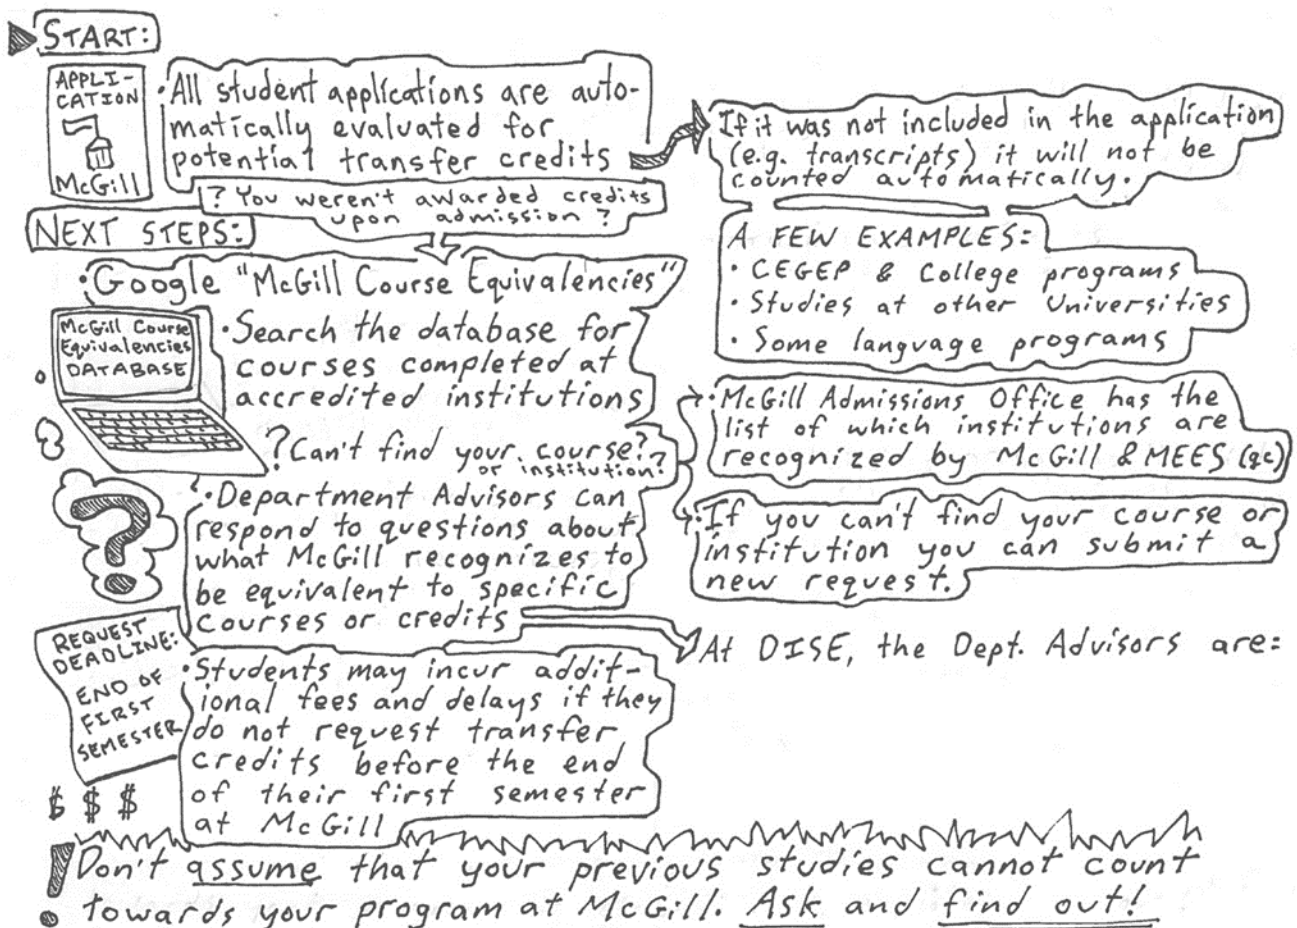 START:
APPLI-
CATION
McGill
• All student applications are auto-
matically evaluated for
potential transfer credits
If it was not included in the application
(e.g. transcripts) it will not be
counted automatically.
? You weren't awarded credits
upon admission?
A FEW EXAMPLES:
• CEGEP & College programs
• Studies at other Universities
• Some language programs
NEXT STEPS:
• Google "McGill Course Equivalencies"
McGill Course
Equivalencies
DATABASE
• Search the database for
courses completed at
accredited institutions
? Can't find your course?
or institution?
• McGill Admissions Office has the
list of which institutions are
recognized by McGill & MEES (qc)
• If you can't find your course or
institution you can submit a
new request.
?
• Department Advisors can
respond to questions about
what McGill recognizes to
be equivalent to specific
courses or credits
At DISE, the Dept. Advisors are:
REQUEST
DEADLINE:
END OF
FIRST
SEMESTER
• Students may incur addit-
ional fees and delays if they
do not request transfer
credits before the end
of their first semester
at McGill
$ $ $
! Don't assume that your previous studies cannot count
towards your program at McGill. Ask and find out!